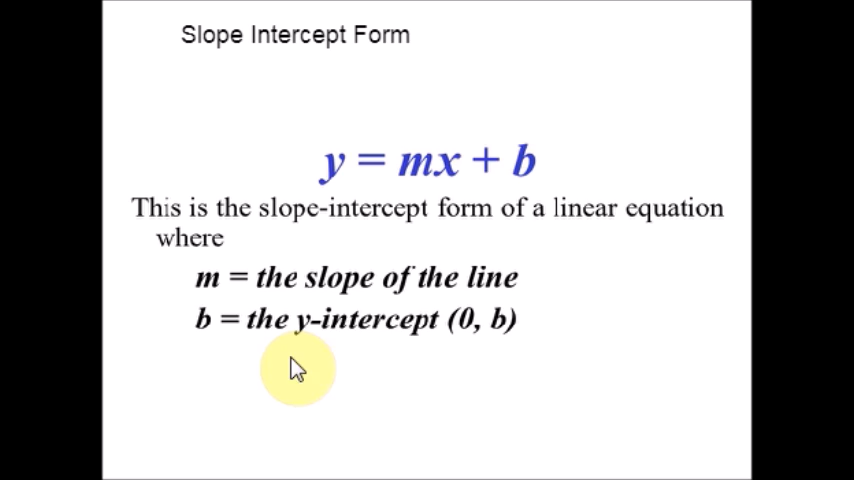 Slope Intercept Form
y = mx + b
This is the slope-intercept form of a linear equation
where
m = the slope of the line
b = the y-intercept (0, b)